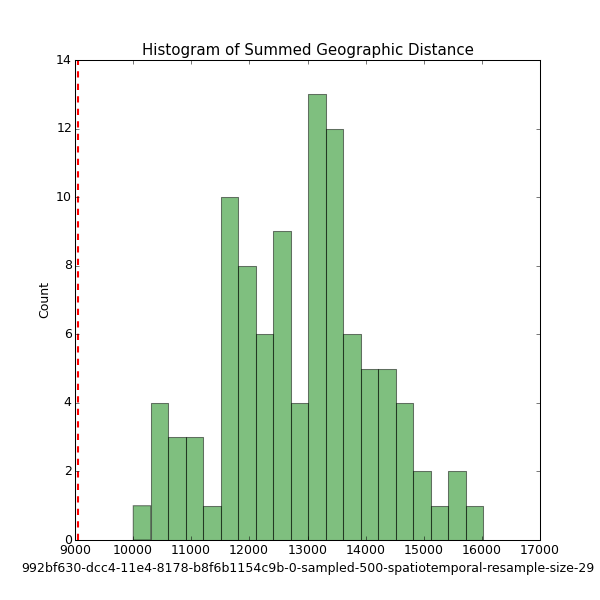 Histogram of Summed Geographic Distance
14
12
10
8
6
4
2
0
Count
9000 10000 11000 12000 13000 14000 15000 16000 17000
992bf630-dcc4-11e4-8178-b8f6b1154c9b-0-sampled-500-spatiotemporal-resample-size-29